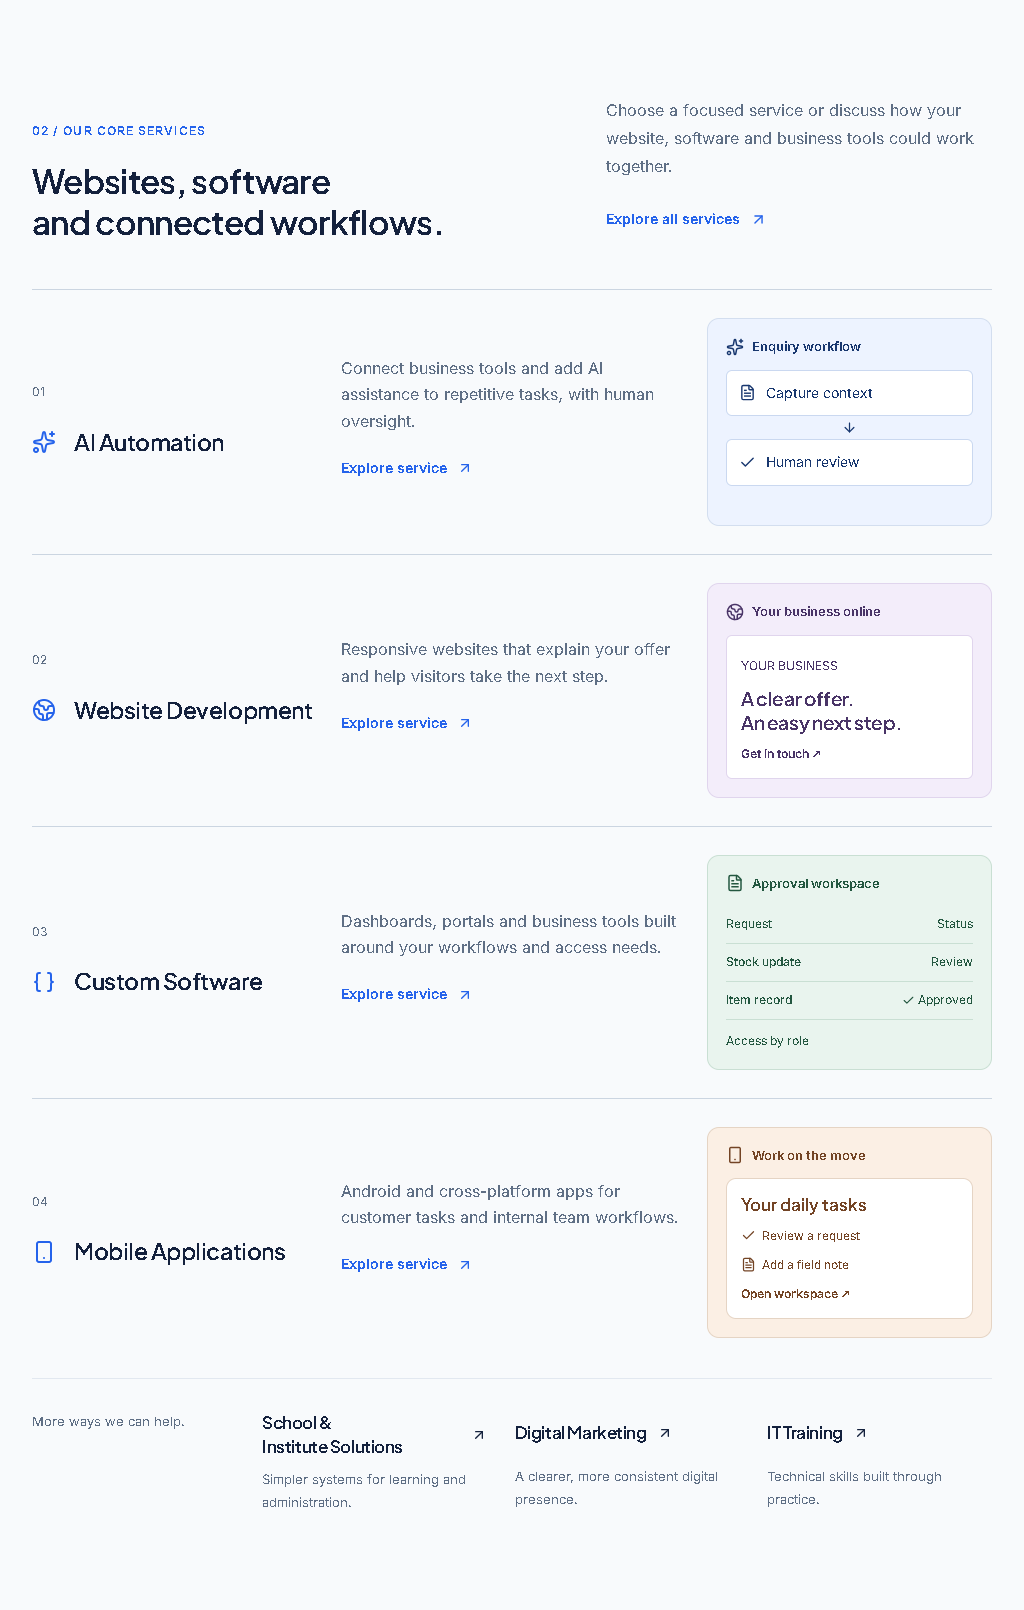 02 / OUR CORE SERVICES
Websites, software
and connected workflows.
Choose a focused service or discuss how your
website, software and business tools could work
together.
Explore all services
01
AI Automation
Connect business tools and add AI
assistance to repetitive tasks, with human
oversight.
Explore service
Enquiry workflow
Capture context
Human review
02
Website Development
Responsive websites that explain your offer
and help visitors take the next step.
Explore service
Your business online
YOUR BUSINESS
A clear offer.
An easy next step.
Get in touch ↗
03
Custom Software
Dashboards, portals and business tools built
around your workflows and access needs.
Explore service
Approval workspace
Request Status
Stock update Review
Item record Approved
Access by role
04
Mobile Applications
Android and cross-platform apps for
customer tasks and internal team workflows.
Explore service
Work on the move
Your daily tasks
Review a request
Add a field note
Open workspace ↗
More ways we can help.
School &
Institute Solutions
Simpler systems for learning and
administration.
Digital Marketing
A clearer, more consistent digital
presence.
IT Training
Technical skills built through
practice.